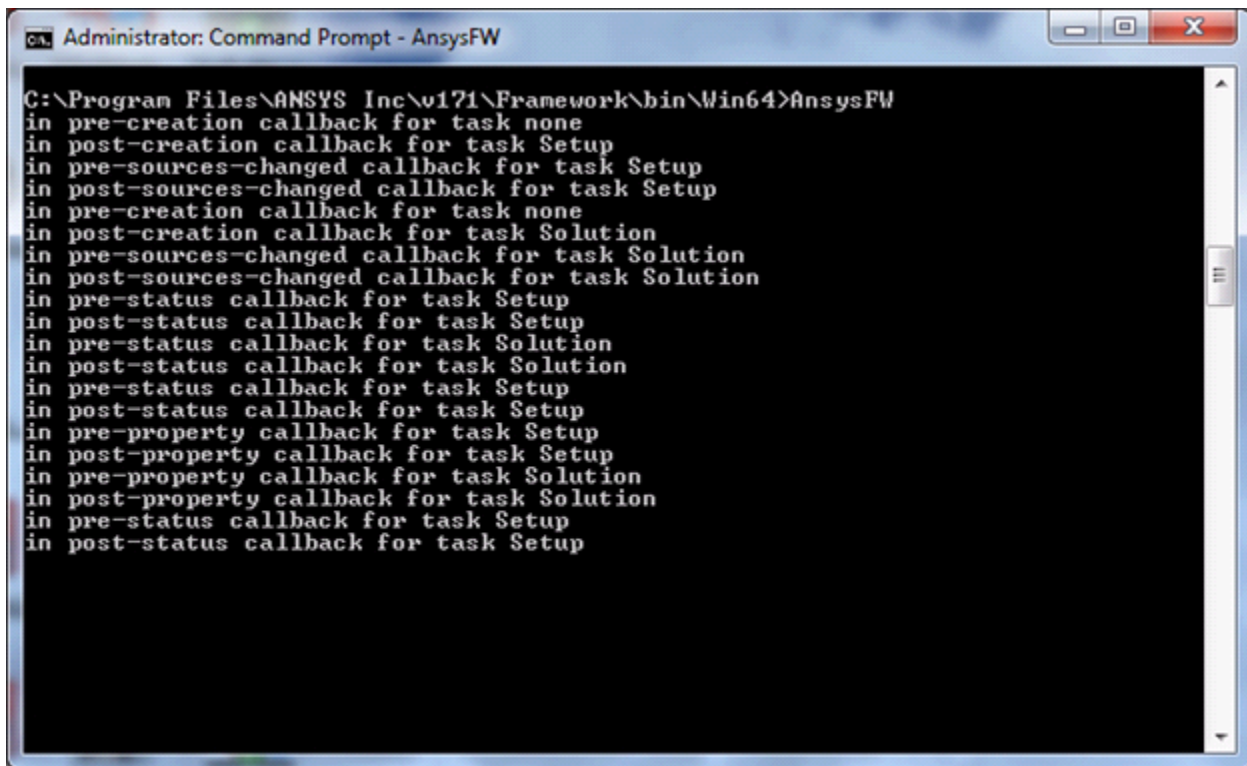 Administrator: Command Prompt - AnsysFW
C:\Program Files\ANSYS Inc\v171\Framework\bin\Win64>AnsysFW
in pre-creation callback for task none
in post-creation callback for task Setup
in pre-sources-changed callback for task Setup
in post-sources-changed callback for task Setup
in pre-creation callback for task none
in post-creation callback for task Solution
in pre-sources-changed callback for task Solution
in post-sources-changed callback for task Solution
in pre-status callback for task Setup
in post-status callback for task Setup
in pre-status callback for task Solution
in post-status callback for task Solution
in pre-status callback for task Setup
in post-status callback for task Setup
in pre-property callback for task Setup
in post-property callback for task Setup
in pre-property callback for task Solution
in post-property callback for task Solution
in pre-status callback for task Setup
in post-status callback for task Setup